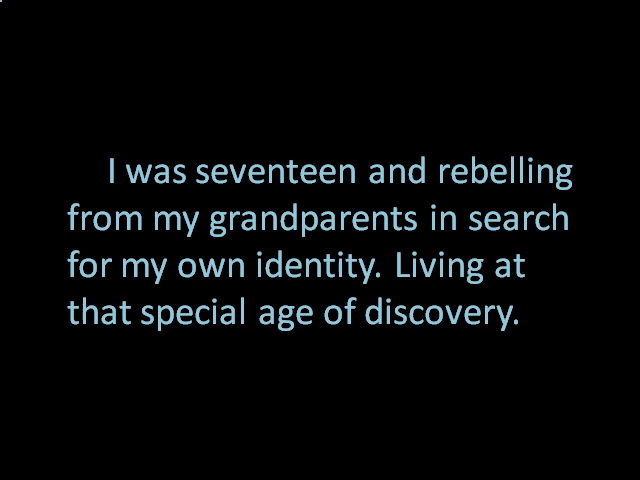 I was seventeen and rebelling
from my grandparents in search
for my own identity. Living at
that special age of discovery.